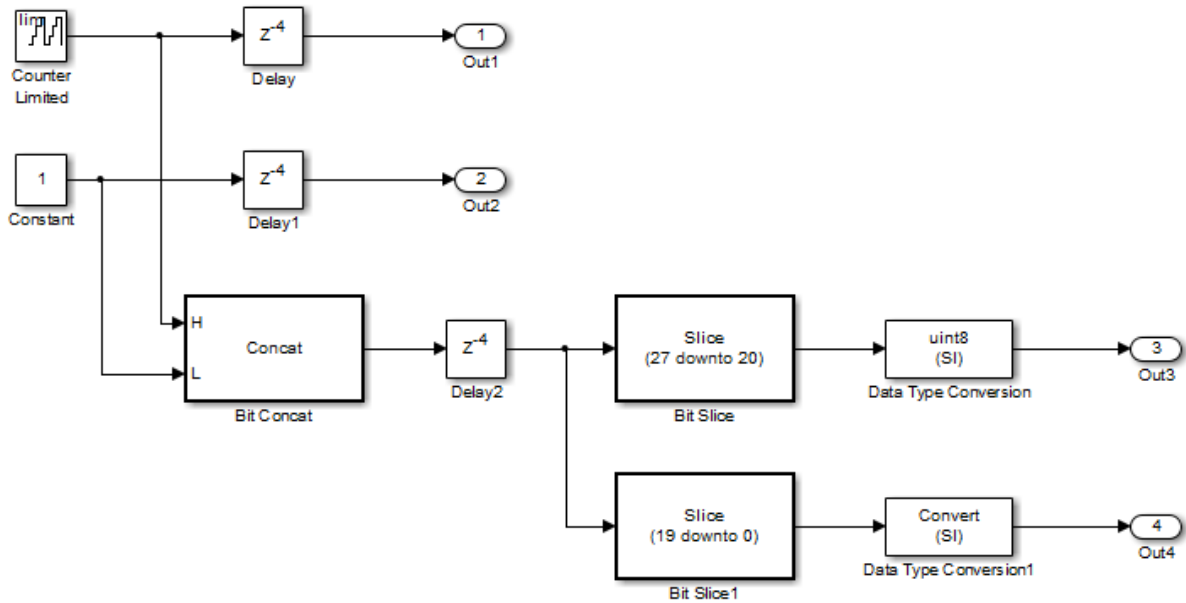 lim
Counter
Limited
Z-4
Delay
1
Out1
1
Constant
Z-4
Delay1
2
Out2
H
L
Concat
Bit Concat
Z-4
Delay2
Slice
(27 downto 20)
Bit Slice
uint8
(SI)
Data Type Conversion
3
Out3
Slice
(19 downto 0)
Bit Slice1
Convert
(SI)
Data Type Conversion1
4
Out4